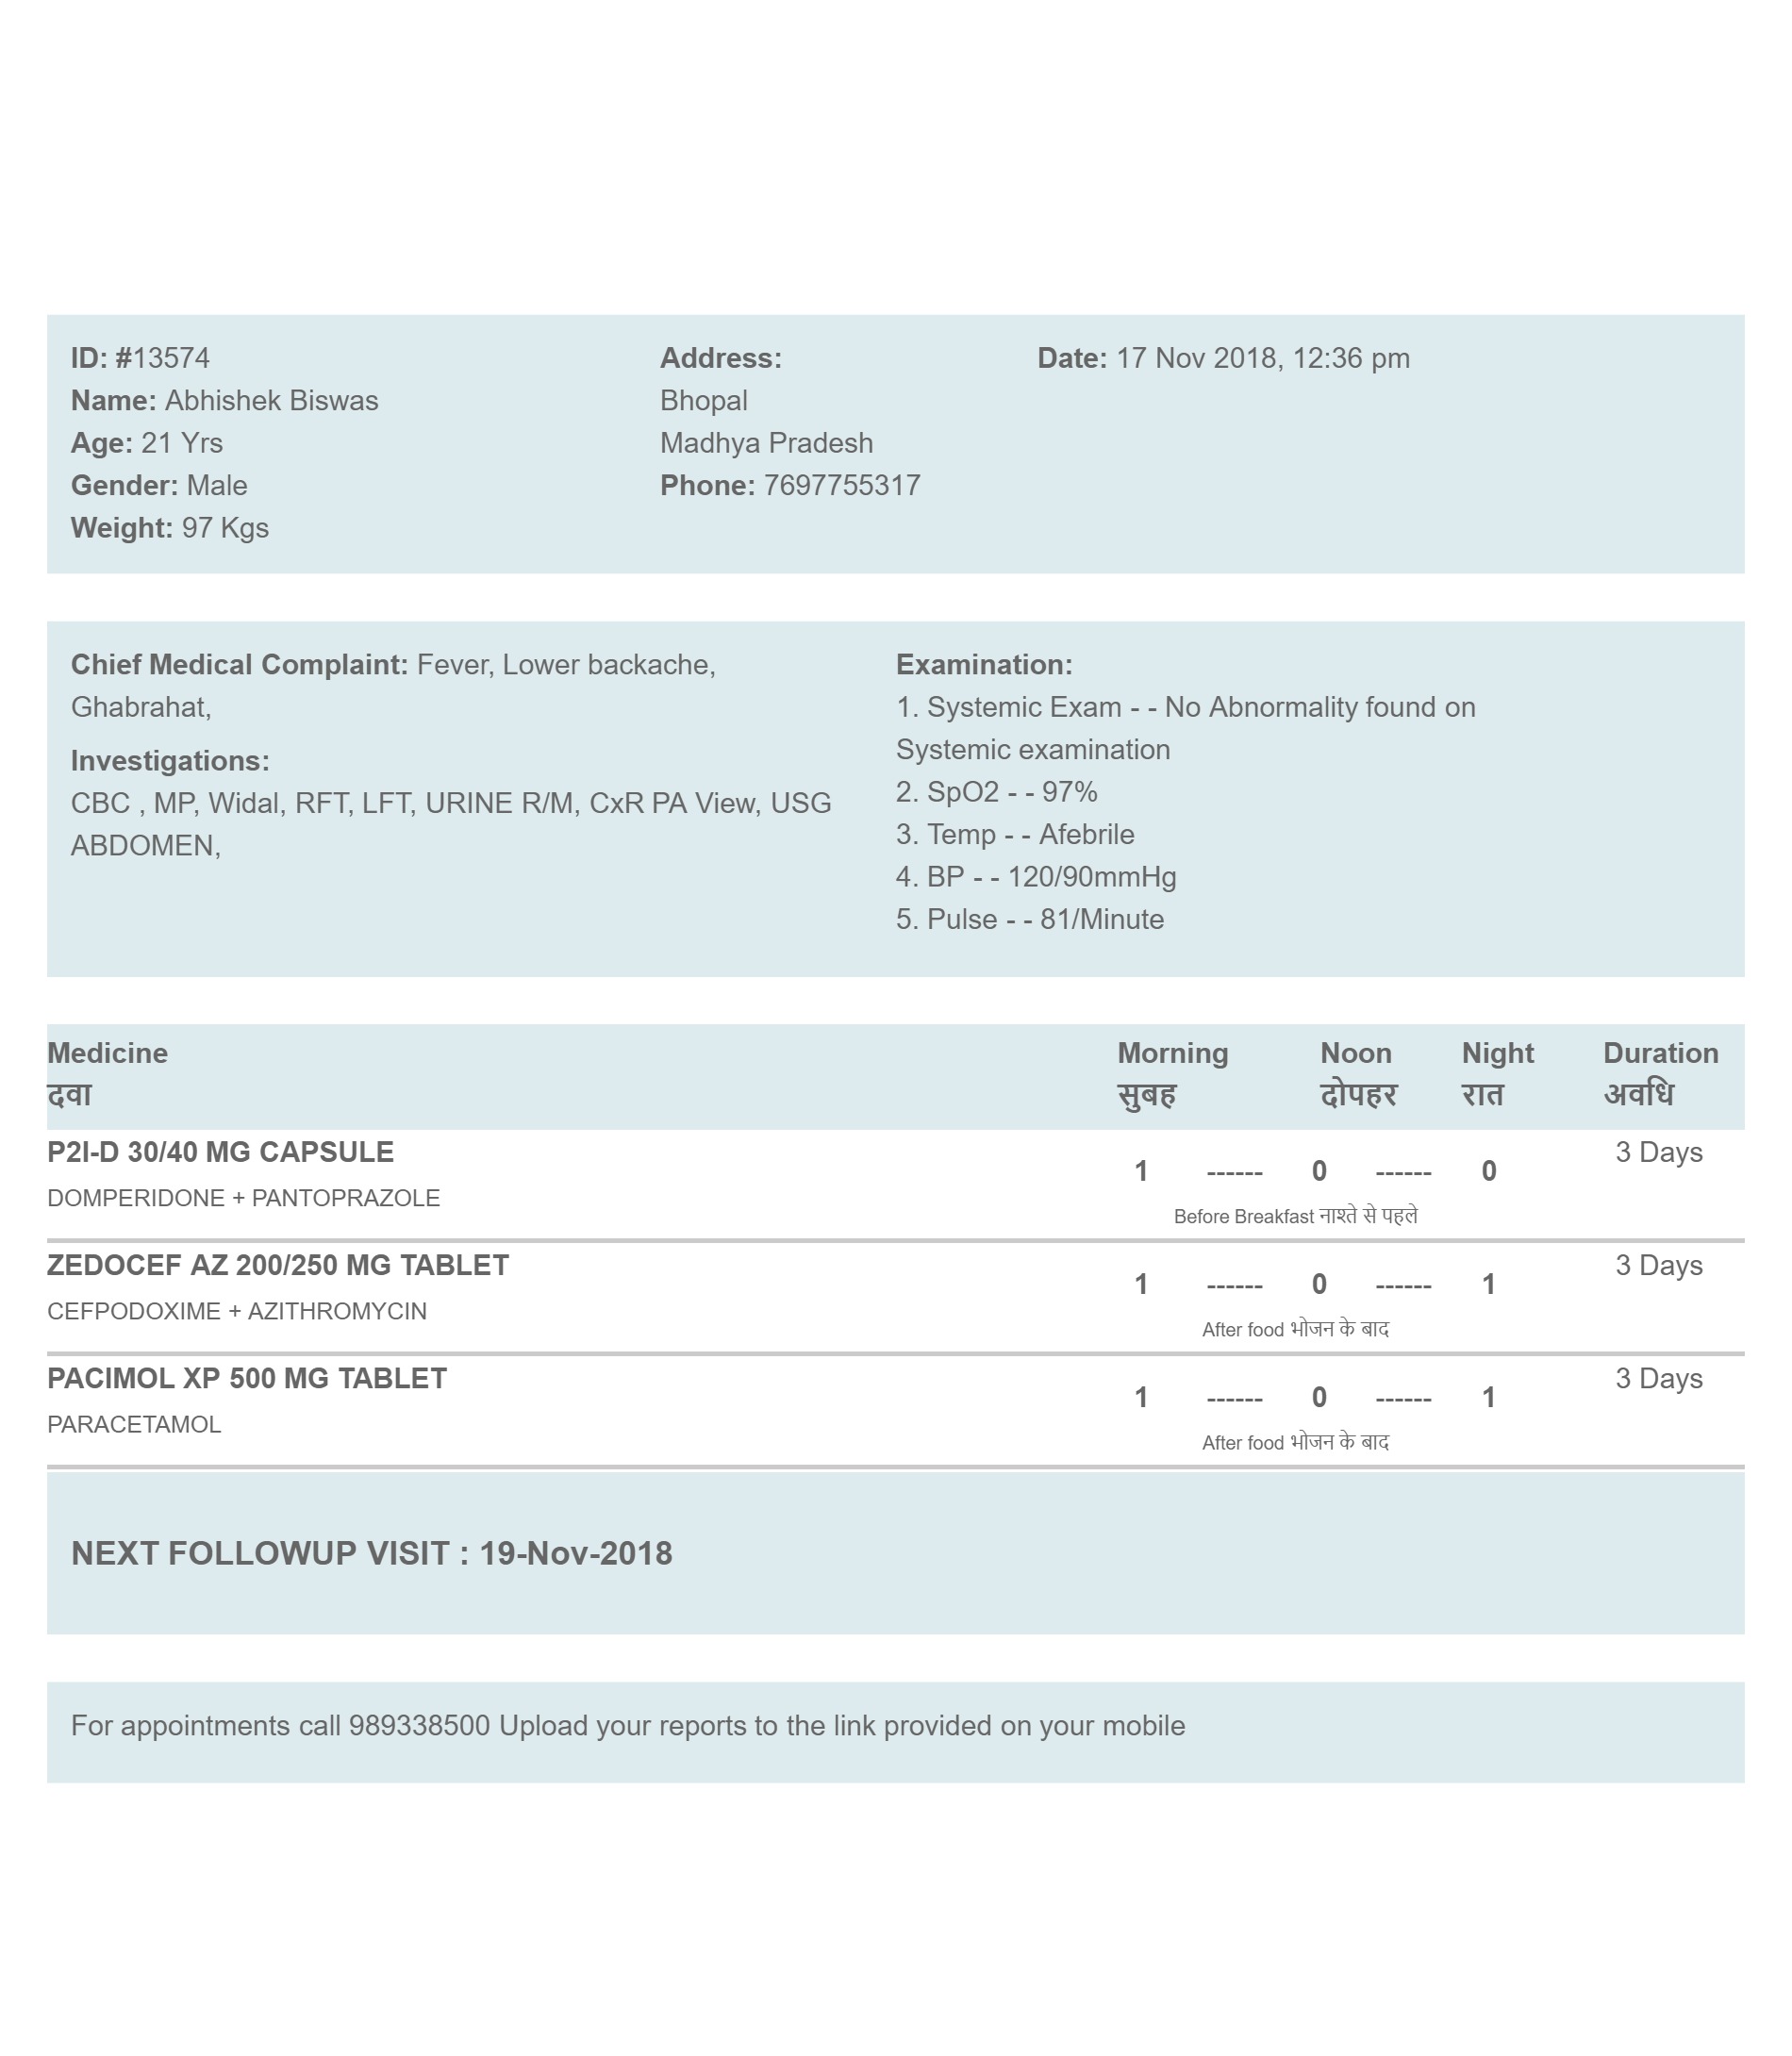 ID: #13574
Name: Abhishek Biswas
Age: 21 Yrs
Gender: Male
Weight: 97 Kgs
Address:
Bhopal
Madhya Pradesh
Phone: 7697755317
Date: 17 Nov 2018, 12:36 pm
Chief Medical Complaint: Fever, Lower backache,
Ghabrahat,
Investigations:
CBC , MP, Widal, RFT, LFT, URINE R/M, CxR PA View, USG
ABDOMEN,
Examination:
1. Systemic Exam - - No Abnormality found on
Systemic examination
2. SpO2 - - 97%
3. Temp - - Afebrile
4. BP - - 120/90mmHg
5. Pulse - - 81/Minute
Medicine Morning Noon Night Duration
दवा सुबह दोपहर रात अवधि
P2I-D 30/40 MG CAPSULE 1 ------ 0 ------ 0 3 Days
DOMPERIDONE + PANTOPRAZOLE
Before Breakfast नाश्ते से पहले
ZEDOCEF AZ 200/250 MG TABLET 1 ------ 0 ------ 1 3 Days
CEFPODOXIME + AZITHROMYCIN
After food भोजन के बाद
PACIMOL XP 500 MG TABLET 1 ------ 0 ------ 1 3 Days
PARACETAMOL
After food भोजन के बाद
NEXT FOLLOWUP VISIT : 19-Nov-2018
For appointments call 989338500 Upload your reports to the link provided on your mobile